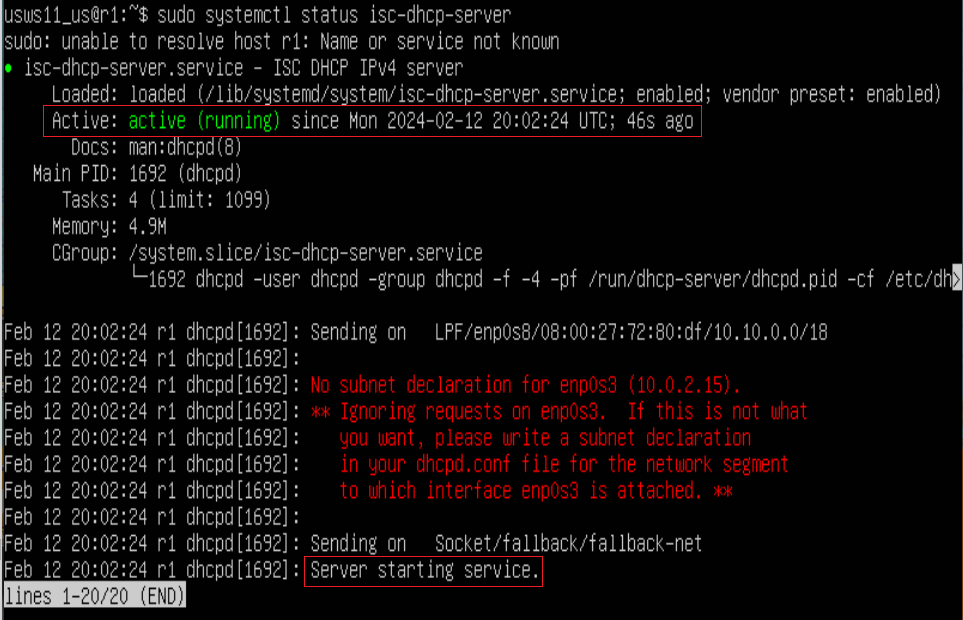 usws11_us@r1:~$ sudo systemctl status isc-dhcp-server
sudo: unable to resolve host r1: Name or service not known
● isc-dhcp-server.service - ISC DHCP IPv4 server
     Loaded: loaded (/lib/systemd/system/isc-dhcp-server.service; enabled; vendor preset: enabled)
     Active: active (running) since Mon 2024-02-12 20:02:24 UTC; 46s ago
       Docs: man:dhcpd(8)
   Main PID: 1692 (dhcpd)
      Tasks: 4 (limit: 1099)
     Memory: 4.9M
     CGroup: /system.slice/isc-dhcp-server.service
             └─1692 dhcpd -user dhcpd -group dhcpd -f -4 -pf /run/dhcp-server/dhcpd.pid -cf /etc/dh>
Feb 12 20:02:24 r1 dhcpd[1692]: Sending on   LPF/enp0s8/08:00:27:72:80:df/10.10.0.0/18
Feb 12 20:02:24 r1 dhcpd[1692]:
Feb 12 20:02:24 r1 dhcpd[1692]: No subnet declaration for enp0s3 (10.0.2.15).
Feb 12 20:02:24 r1 dhcpd[1692]: ** Ignoring requests on enp0s3.  If this is not what
Feb 12 20:02:24 r1 dhcpd[1692]:    you want, please write a subnet declaration
Feb 12 20:02:24 r1 dhcpd[1692]:    in your dhcpd.conf file for the network segment
Feb 12 20:02:24 r1 dhcpd[1692]:    to which interface enp0s3 is attached. **
Feb 12 20:02:24 r1 dhcpd[1692]:
Feb 12 20:02:24 r1 dhcpd[1692]: Sending on   Socket/fallback/fallback-net
Feb 12 20:02:24 r1 dhcpd[1692]: Server starting service.
lines 1-20/20 (END)